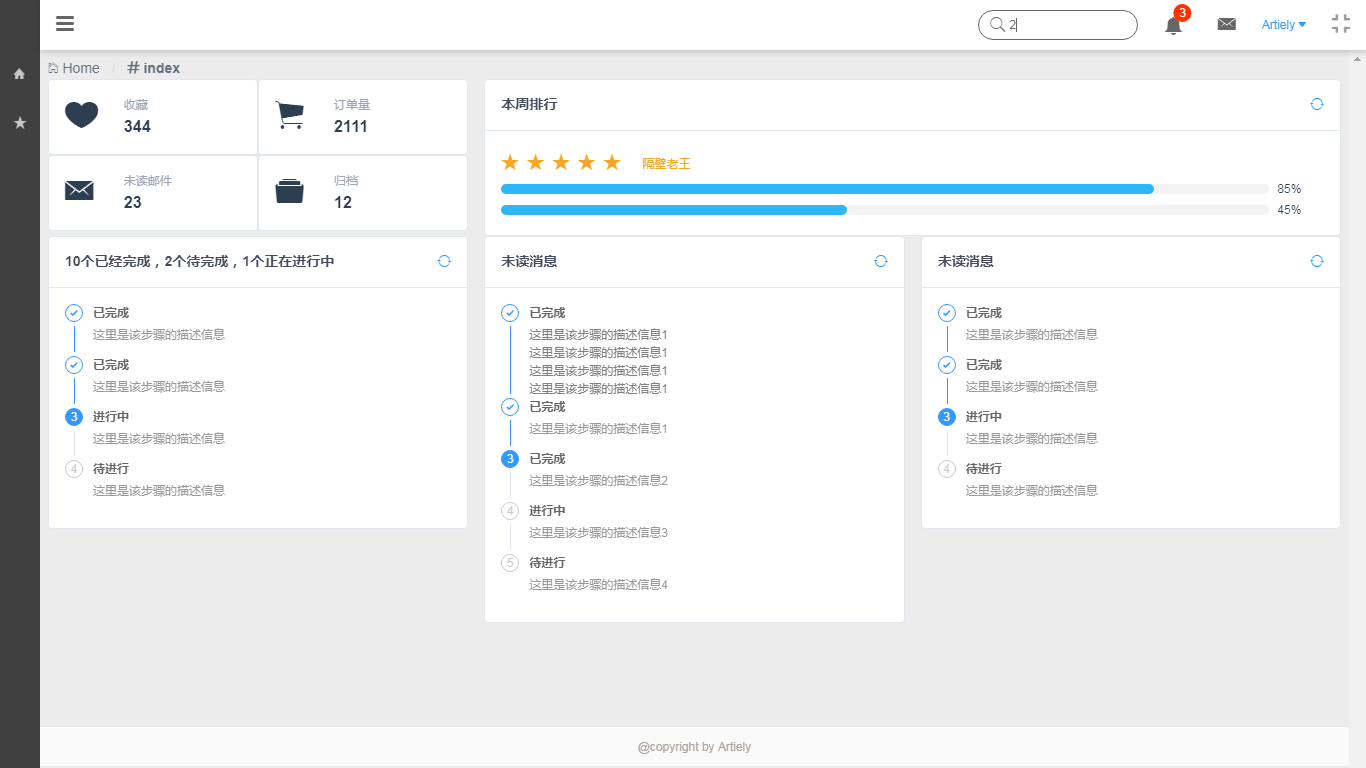 2
3
Artiely
Home / # index
收藏
344
订单量
2111
未读邮件
23
归档
12
本周排行
隔壁老王
85%
45%
10个已经完成，2个待完成，1个正在进行中
已完成
这里是该步骤的描述信息
已完成
这里是该步骤的描述信息
3 进行中
这里是该步骤的描述信息
4 待进行
这里是该步骤的描述信息
未读消息
已完成
这里是该步骤的描述信息1
这里是该步骤的描述信息1
这里是该步骤的描述信息1
这里是该步骤的描述信息1
已完成
这里是该步骤的描述信息1
3 已完成
这里是该步骤的描述信息2
4 进行中
这里是该步骤的描述信息3
5 待进行
这里是该步骤的描述信息4
未读消息
已完成
这里是该步骤的描述信息
已完成
这里是该步骤的描述信息
3 进行中
这里是该步骤的描述信息
4 待进行
这里是该步骤的描述信息
@copyright by Artiely